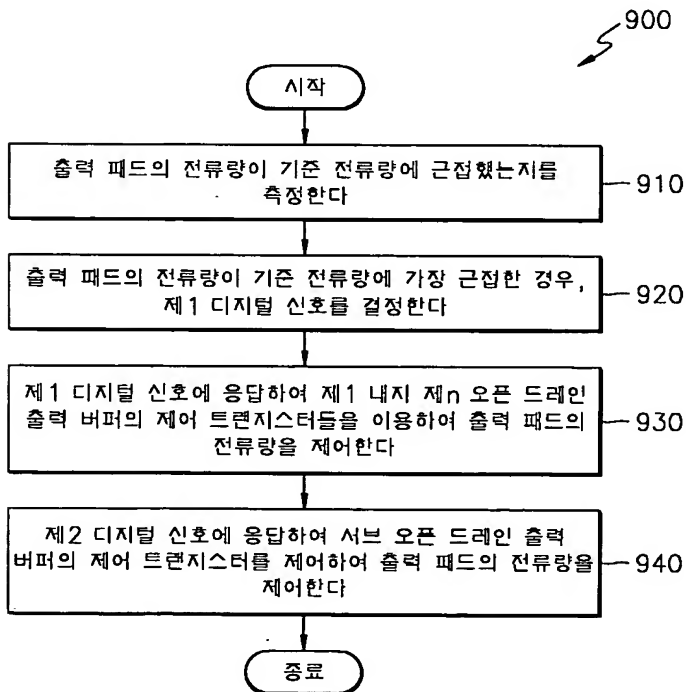 900
시작
출력 패드의 전류량이 기준 전류량에 근접했는지를
측정한다
910
출력 패드의 전류량이 기준 전류량에 가장 근접한 경우,
제1 디지털 신호를 결정한다
920
제1 디지털 신호에 응답하여 제1 내지 제n 오픈 드레인
출력 버퍼의 제어 트랜지스터들을 이용하여 출력 패드의
전류량을 제어한다
930
제2 디지털 신호에 응답하여 서브 오픈 드레인 출력
버퍼의 제어 트랜지스터를 제어하여 출력 패드의 전류량을
제어한다
940
종료